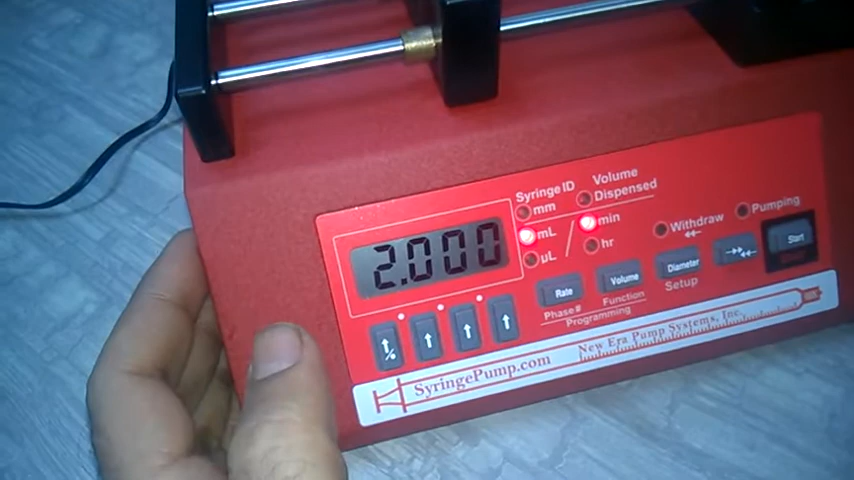 Syringe ID
Volume
Dispensed
mm
mL
min
uL
hr
Withdraw
Pumping
2.000
Rate
Volume
Diameter
Start
Phase#
Function
Setup
Programming
New Era Pump Systems, Inc.
SyringePump.com